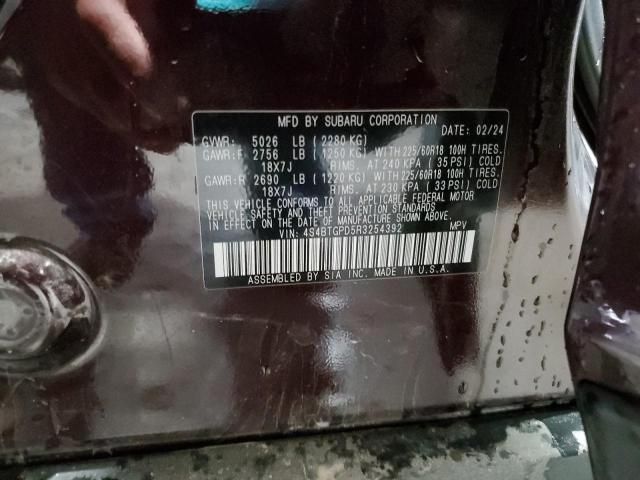 MFD BY SUBARU CORPORATION
DATE: 02/24
GVWR: 5026 LB ( 2280 KG)
GAWR:F 2756 LB ( 1250 KG) WITH 225/60R18 100H TIRES.
18X7J RIMS. AT 240 KPA ( 35 PSI) COLD
GAWR:R 2690 LB ( 1220 KG) WITH 225/60R18 100H TIRES.
18X7J RIMS. AT 230 KPA ( 33 PSI) COLD
THIS VEHICLE CONFORMS TO ALL APPLICABLE FEDERAL MOTOR
VEHICLE SAFETY AND THEFT PREVENTION STANDARDS
IN EFFECT ON THE DATE OF MANUFACTURE SHOWN ABOVE.
VIN: 4S4BTGPD5R3254392 MPV
ASSEMBLED BY SIA INC. MADE IN U.S.A.